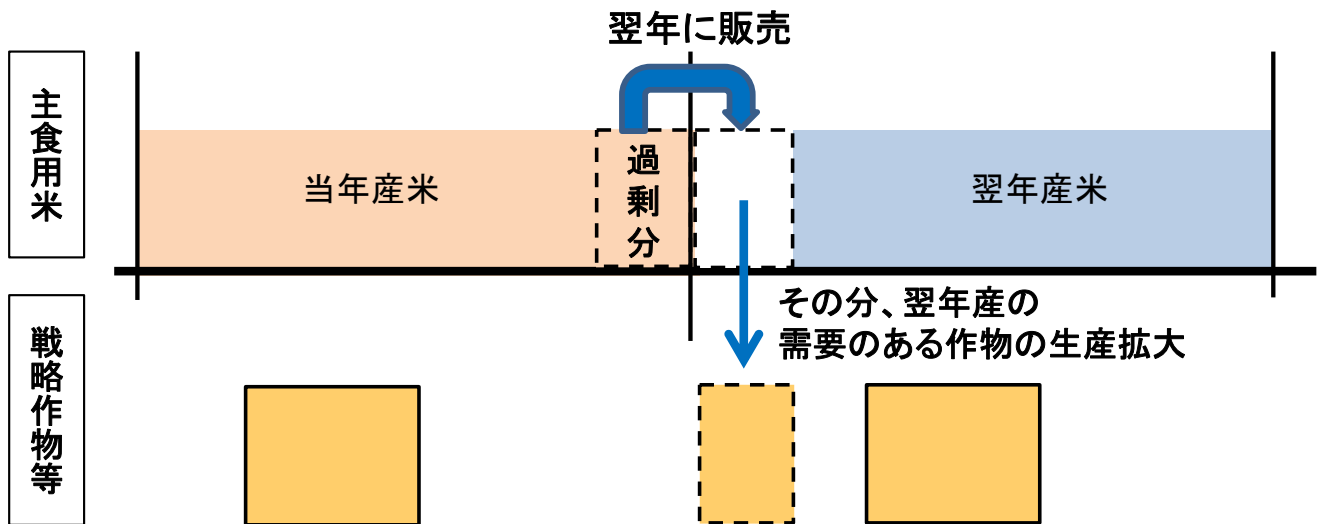 翌年に販売
主食用米
当年産米
過剰分
翌年産米
その分、翌年産の
需要のある作物の生産拡大
戦略作物等